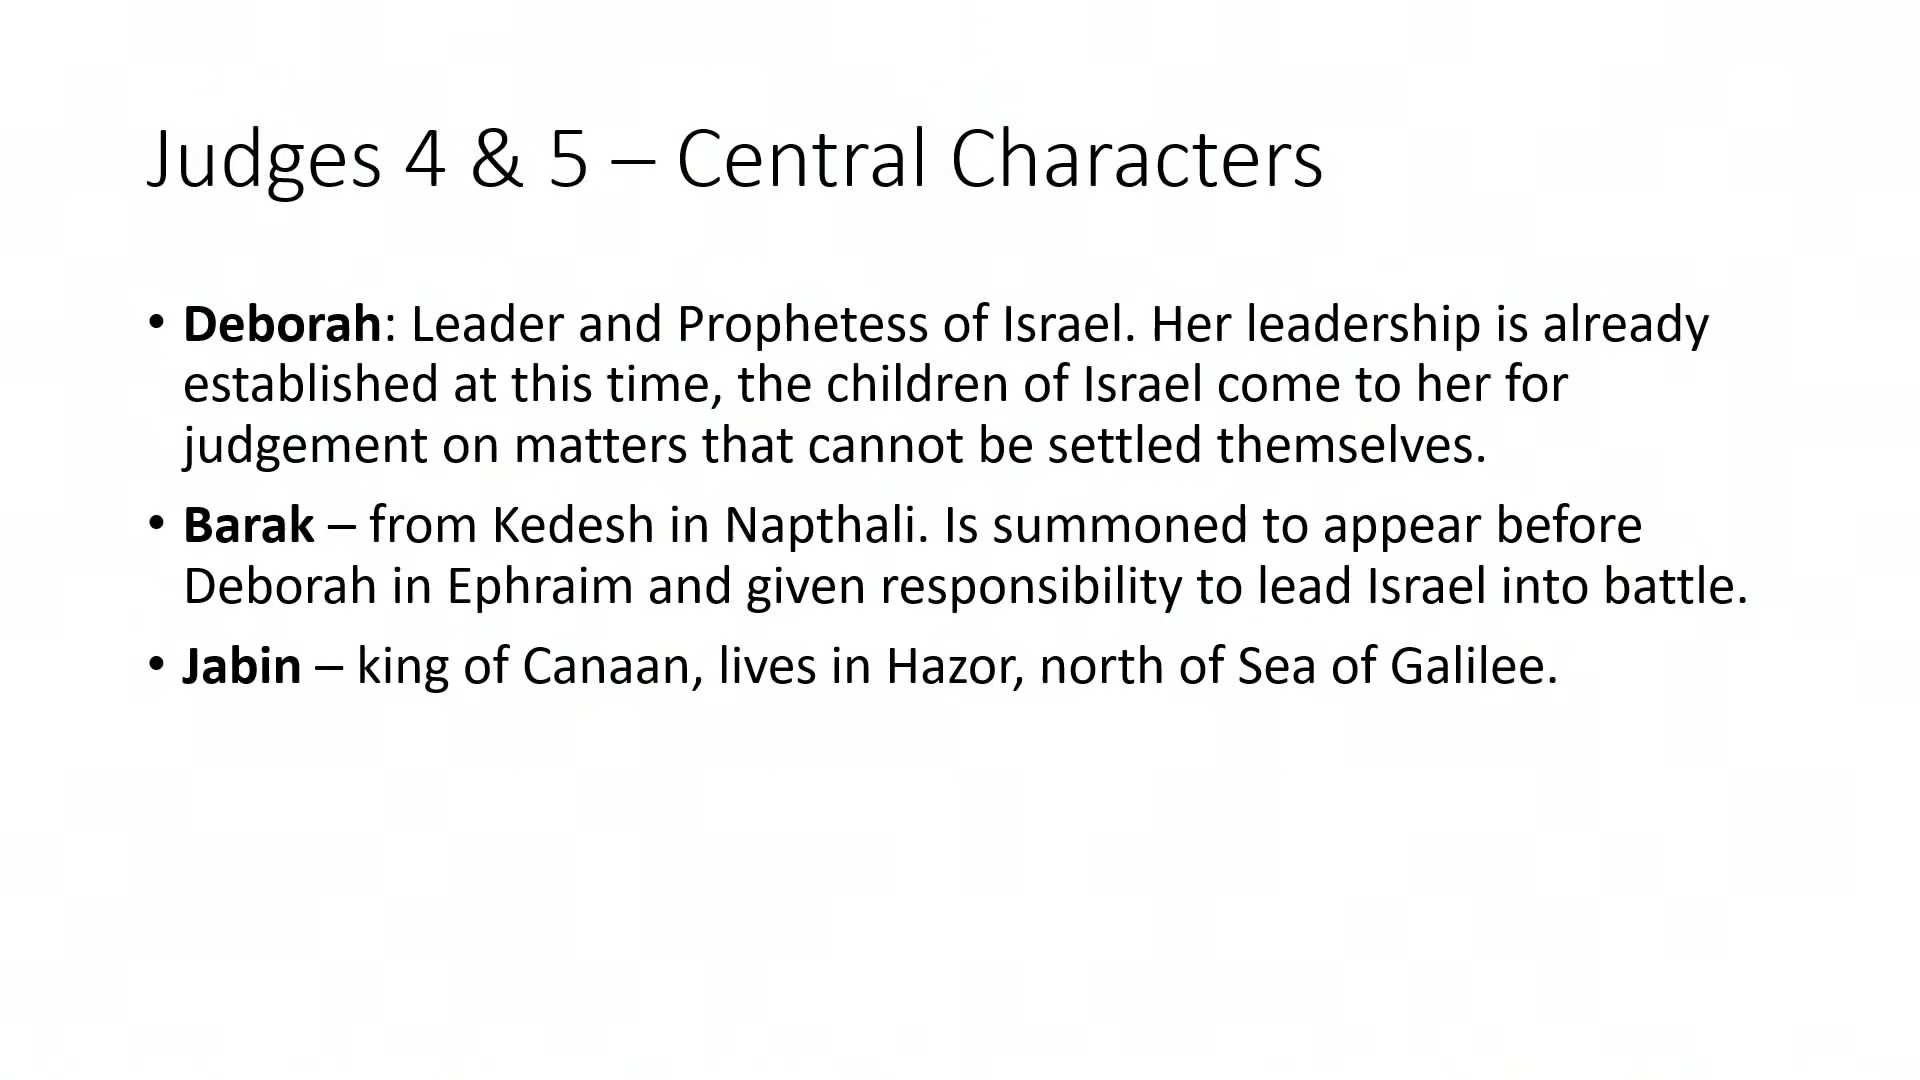 Judges 4 & 5 – Central Characters
• Deborah: Leader and Prophetess of Israel. Her leadership is already
established at this time, the children of Israel come to her for
judgement on matters that cannot be settled themselves.
• Barak – from Kedesh in Napthali. Is summoned to appear before
Deborah in Ephraim and given responsibility to lead Israel into battle.
• Jabin – king of Canaan, lives in Hazor, north of Sea of Galilee.